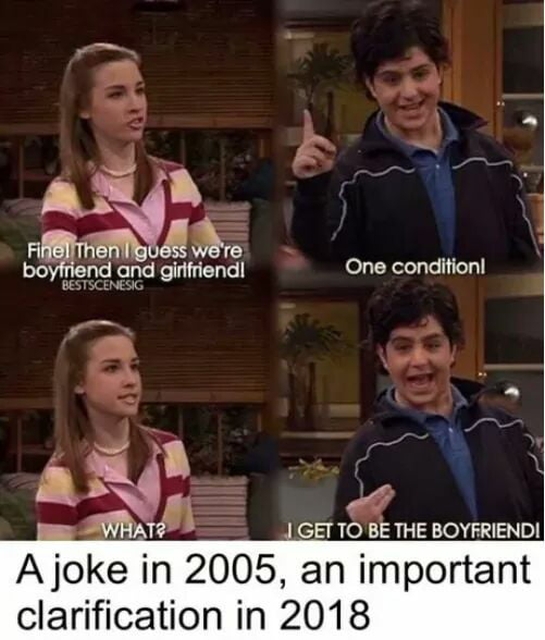 Fine! Then I guess we're
boyfriend and girlfriend!
BESTSCENESIG
One condition!
WHAT?
I GET TO BE THE BOYFRIEND!
A joke in 2005, an important
clarification in 2018